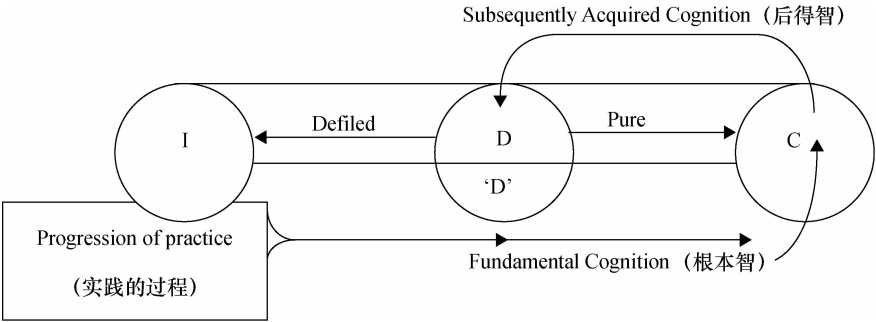 Subsequently Acquired Cognition（后得智）
I
Defiled
D
Pure
C
‘D’
Progression of practice
（实践的过程）
Fundamental Cognition（根本智）